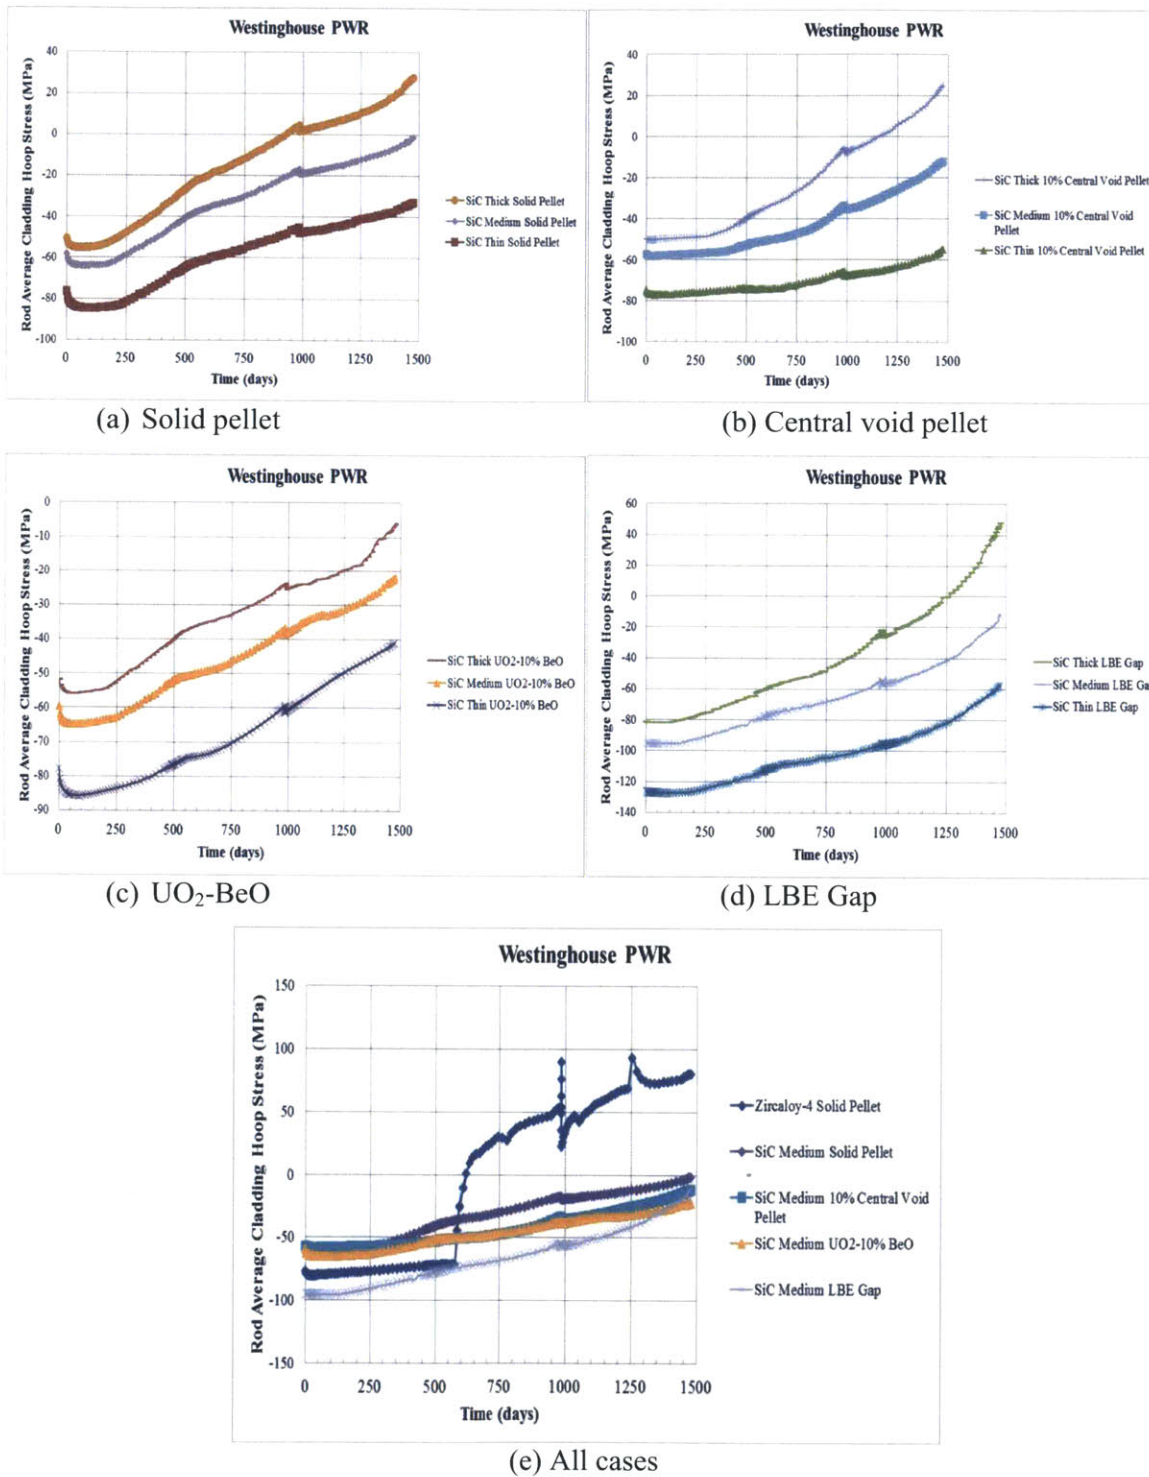 Westinghouse PWR
Rod Average Cladding Hoop Stress (MPa)
40
20
0
-20
-40
-60
-80
-100
0 250 500 750 1000 1250 1500
Time (days)
SiC Thick Solid Pellet
SiC Medium Solid Pellet
SiC Thin Solid Pellet
(a) Solid pellet
Westinghouse PWR
Rod Average Cladding Hoop Stress (MPa)
40
20
0
-20
-40
-60
-80
-100
0 250 500 750 1000 1250 1500
Time (days)
SiC Thick 10% Central Void Pellet
SiC Medium 10% Central Void
Pellet
SiC Thin 10% Central Void Pellet
(b) Central void pellet
Westinghouse PWR
Rod Average Cladding Hoop Stress (MPa)
0
-10
-20
-30
-40
-50
-60
-70
-80
-90
0 250 500 750 1000 1250 1500
Time (days)
SiC Thick UO2-10% BeO
SiC Medium UO2-10% BeO
SiC Thin UO2-10% BeO
(c) UO₂-BeO
Westinghouse PWR
Rod Average Cladding Hoop Stress (MPa)
60
40
20
0
-20
-40
-60
-80
-100
-120
-140
0 250 500 750 1000 1250 1500
Time (days)
SiC Thick LBE Gap
SiC Medium LBE Ga
SiC Thin LBE Gap
(d) LBE Gap
Westinghouse PWR
Rod Average Cladding Hoop Stress (MPa)
150
100
50
0
-50
-100
-150
0 250 500 750 1000 1250 1500
Time (days)
Zircaloy-4 Solid Pellet
SiC Medium Solid Pellet
SiC Medium 10% Central Void
Pellet
SiC Medium UO2-10% BeO
SiC Medium LBE Gap
(e) All cases